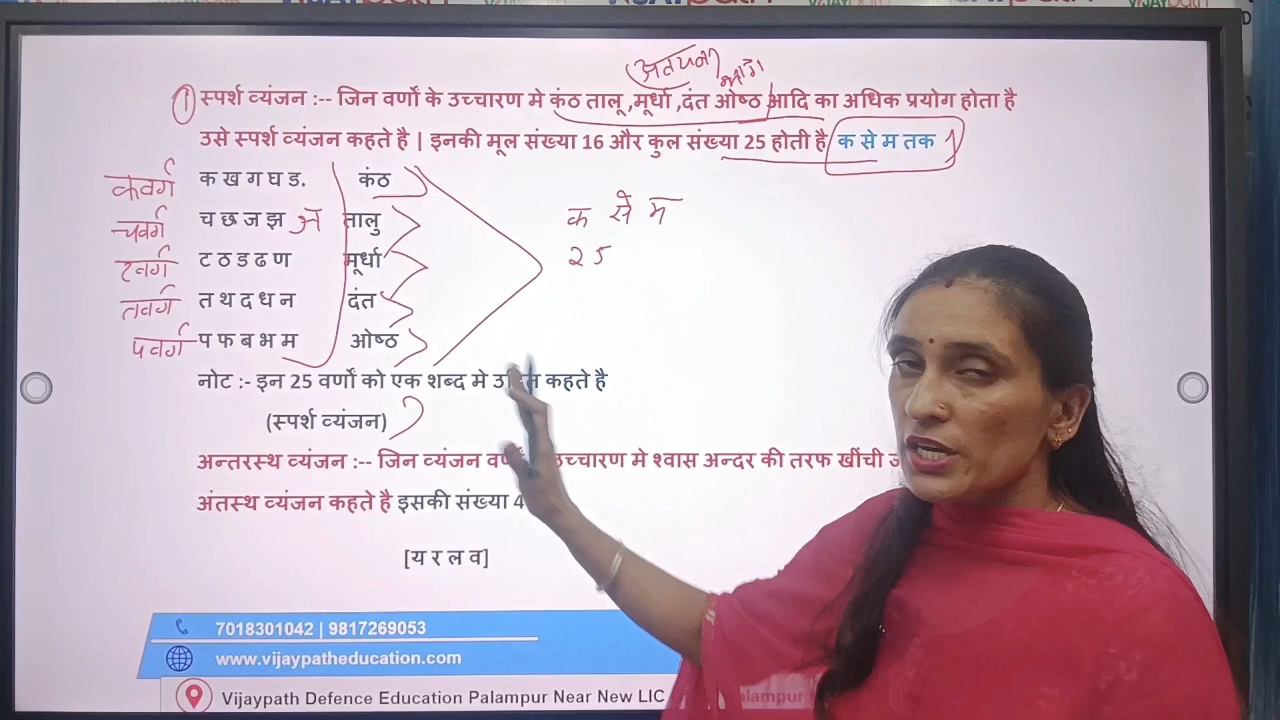 अवयव
भाग
① स्पर्श व्यंजन :-- जिन वर्णों के उच्चारण मे कंठ तालू ,मूर्धा ,दंत ओष्ठ आदि का अधिक प्रयोग होता है
उसे स्पर्श व्यंजन कहते है | इनकी मूल संख्या 16 और कुल संख्या 25 होती है क से म तक
कवर्ग क ख ग घ ड. कंठ
चवर्ग च छ ज झ ञ तालु
क से म
टवर्ग ट ठ ड ढ ण मूर्धा
२५
तवर्ग त थ द ध न दंत
पवर्ग प फ ब भ म ओष्ठ
नोट :- इन 25 वर्णों को एक शब्द मे कहते है
(स्पर्श व्यंजन)
अन्तरस्थ व्यंजन :-- जिन व्यंजन उच्चारण मे श्वास अन्दर की तरफ खींची
अंतस्थ व्यंजन कहते है इसकी संख्या 4
[य र ल व]
7018301042 | 9817269053
www.vijaypatheducation.com
Vijaypath Defence Education Palampur Near New LIC